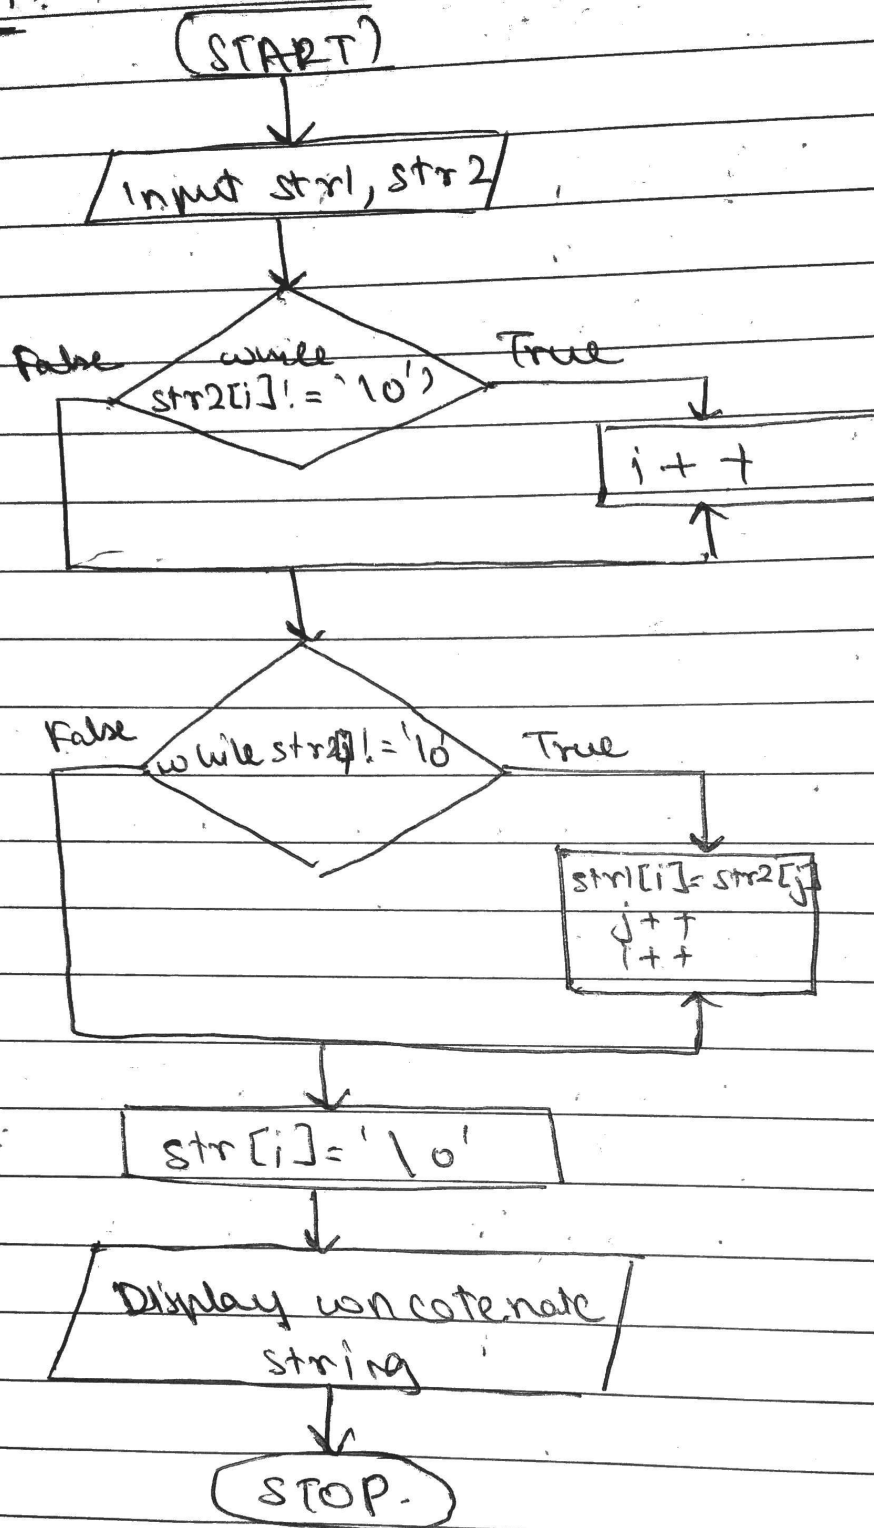 START
Input str1, str2
False while True
str2[i]!='\0')
i++
False while str2[j]!='\0' True
str1[i]=str2[j]
j++
i++
str[i]='\0'
Display concatenate
string
STOP.